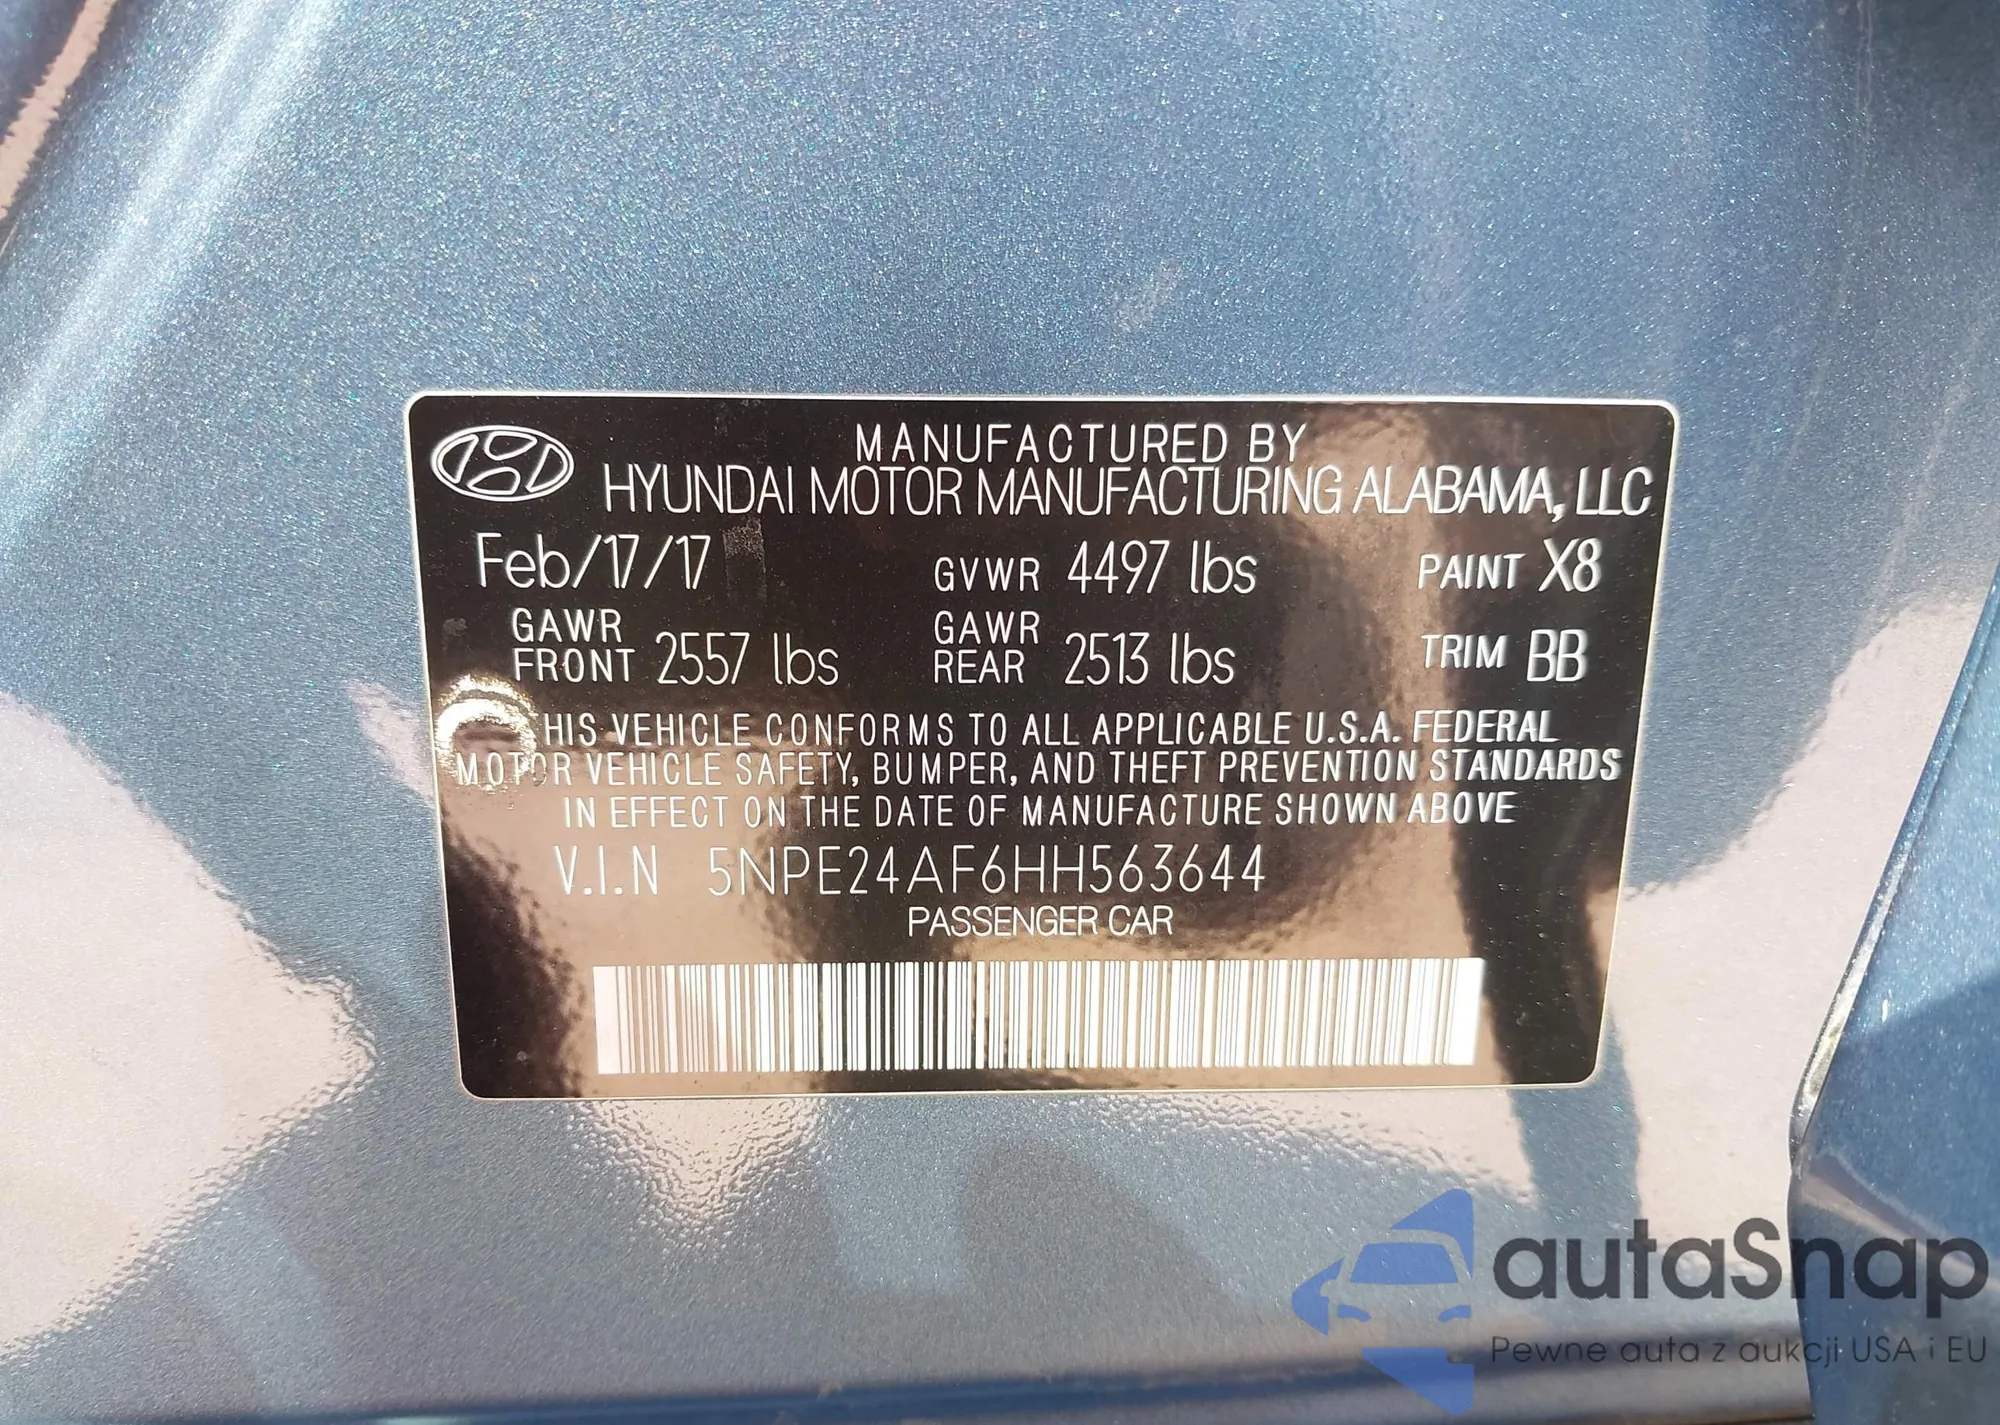 MANUFACTURED BY
HYUNDAI MOTOR MANUFACTURING ALABAMA, LLC
Feb/17/17 GVWR 4497 lbs PAINT X8
GAWR FRONT 2557 lbs GAWR REAR 2513 lbs TRIM BB
HIS VEHICLE CONFORMS TO ALL APPLICABLE U.S.A. FEDERAL
MOTOR VEHICLE SAFETY, BUMPER, AND THEFT PREVENTION STANDARDS
IN EFFECT ON THE DATE OF MANUFACTURE SHOWN ABOVE
V.I.N 5NPE24AF6HH563644
PASSENGER CAR
autaSnap
Pewne auta z aukcji USA i EU